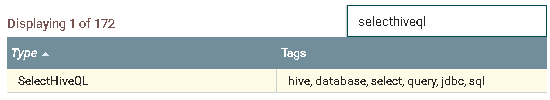 Displaying 1 of 172
selecthiveql
Type Tags
SelectHiveQL hive, database, select, query, jdbc, sql